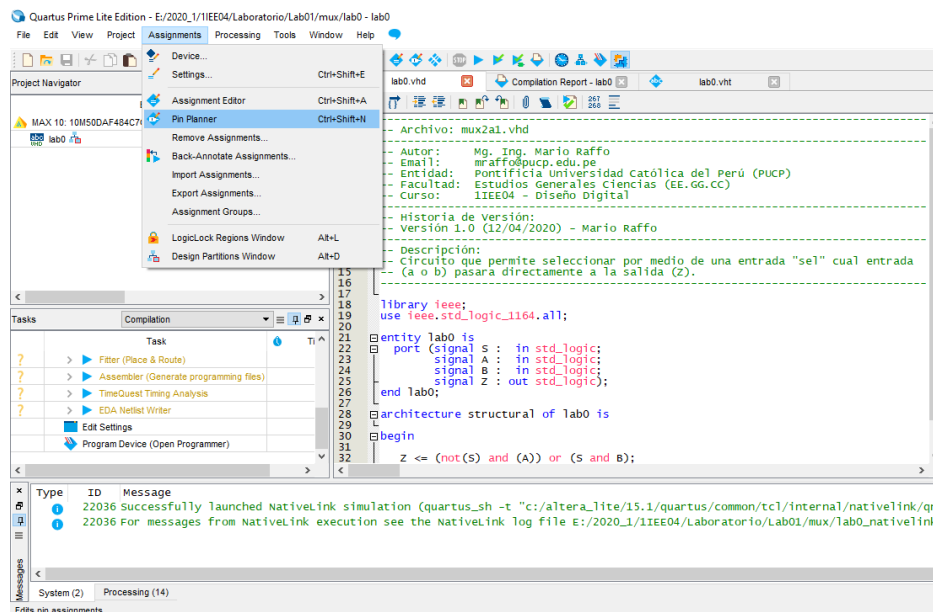 Quartus Prime Lite Edition - E:/2020_1/1IEE04/Laboratorio/Lab01/mux/lab0 - lab0
File Edit View Project Assignments Processing Tools Window Help
Device...
Settings... Ctrl+Shift+E
Assignment Editor Ctrl+Shift+A
Pin Planner Ctrl+Shift+N
Remove Assignments...
Back-Annotate Assignments...
Import Assignments...
Export Assignments...
Assignment Groups...
LogicLock Regions Window Alt+L
Design Partitions Window Alt+D
Project Navigator
MAX 10: 10M50DAF484C7
lab0
STOP
lab0.vhd Compilation Report - lab0 lab0.vht
267
268
-- Archivo: mux2a1.vhd
-- Autor: Mg. Ing. Mario Raffo
-- Email: mraffo@pucp.edu.pe
-- Entidad: Pontificia Universidad Católica del Perú (PUCP)
-- Facultad: Estudios Generales Ciencias (EE.GG.CC)
-- Curso: 1IEE04 - Diseño Digital
-- Historia de Versión:
-- Versión 1.0 (12/04/2020) - Mario Raffo
-- Descripción:
-- Circuito que permite seleccionar por medio de una entrada "sel" cual entrada
15 -- (a o b) pasara directamente a la salida (Z).
16
17
18 library ieee;
19 use ieee.std_logic_1164.all;
20
21 entity lab0 is
22 port (signal S : in std_logic;
23 signal A : in std_logic;
24 signal B : in std_logic;
25 signal Z : out std_logic);
26 end lab0;
27
28 architecture structural of lab0 is
29
30 begin
31
32 Z <= (not(S) and (A)) or (S and B);
Tasks Compilation
Task
Fitter (Place & Route)
Assembler (Generate programming files)
TimeQuest Timing Analysis
EDA Netlist Writer
Edit Settings
Program Device (Open Programmer)
Type ID Message
22036 Successfully launched NativeLink simulation (quartus_sh -t "c:/altera_lite/15.1/quartus/common/tcl/internal/nativelink/
22036 For messages from NativeLink execution see the NativeLink log file E:/2020_1/1IEE04/Laboratorio/Lab01/mux/lab0_nativelink
Messages
System (2) Processing (14)
Edits pin assignments